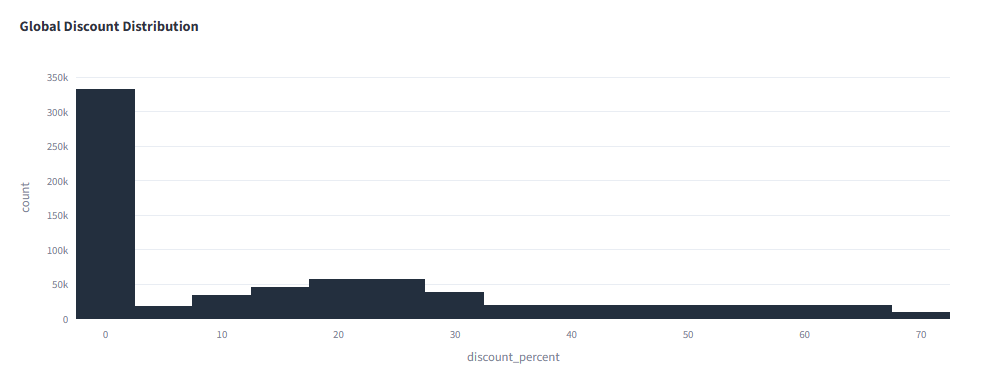 Global Discount Distribution
350k
300k
250k
200k
150k
100k
50k
0
count
0 10 20 30 40 50 60 70
discount_percent